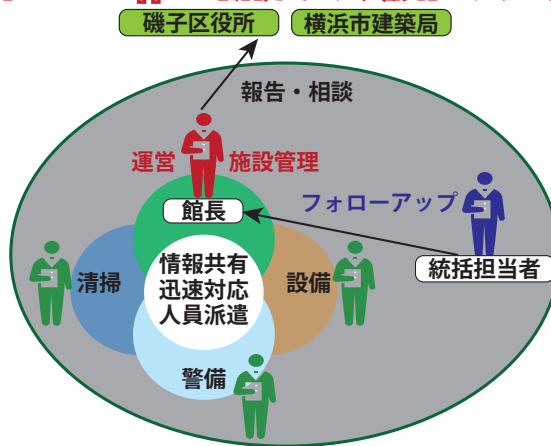 磯子区役所 横浜市建築局
報告・相談
運営 施設管理
フォローアップ
館長
統括担当者
清掃
情報共有
迅速対応
人員派遣
設備
警備